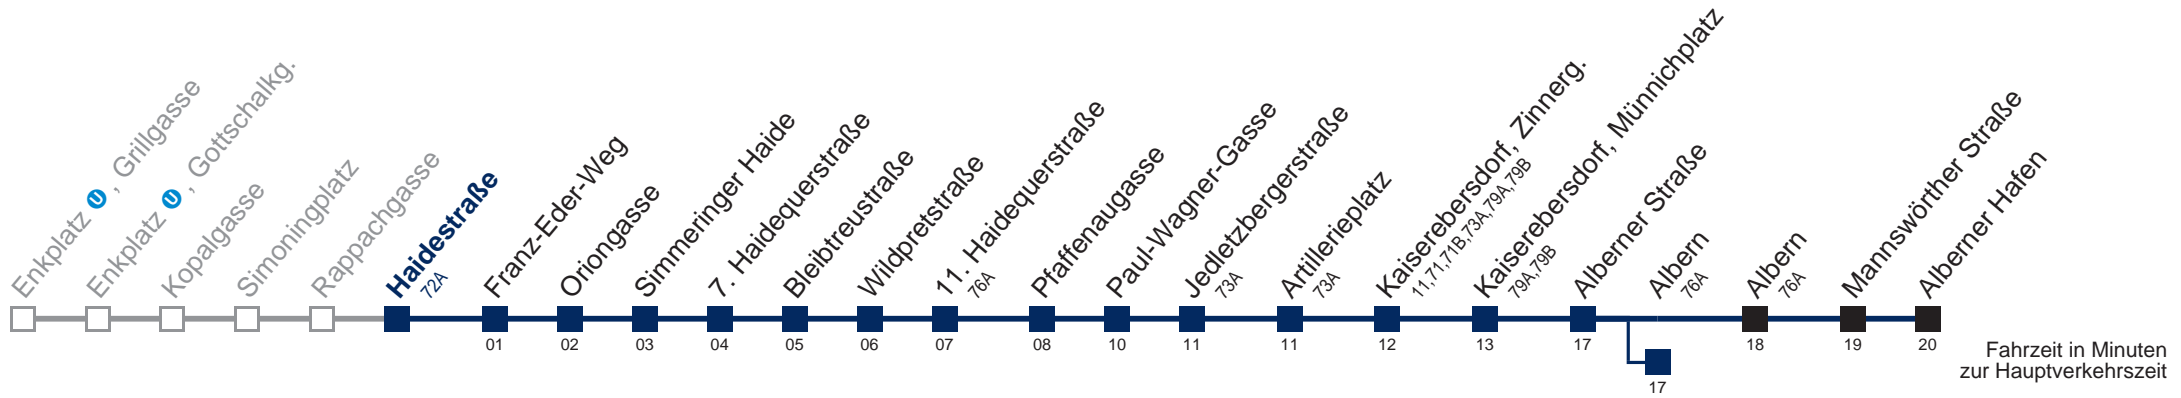 Enkplatz U, Grillgasse
Enkplatz U, Gottschalkg.
Kopalgasse
Simoningplatz
Rappachgasse
Haidestraße
72A
Franz-Eder-Weg
01
Oriongasse
02
Simmeringer Haide
03
7. Haidequerstraße
04
Bleibtreustraße
05
Wildpretstraße
06
11. Haidequerstraße
76A
07
Pfaffenaugasse
08
Paul-Wagner-Gasse
10
Jedletzbergerstraße
73A
11
Artillerieplatz
73A
11
Kaiserebersdorf, Zinnerg.
11,71,71B,73A,79A,79B
12
Kaiserebersdorf, Münnichplatz
79A,79B
13
Alberner Straße
17
Albern
76A
17
Albern
76A
18
Mannswörther Straße
19
Alberner Hafen
20
Fahrzeit in Minuten
zur Hauptverkehrszeit